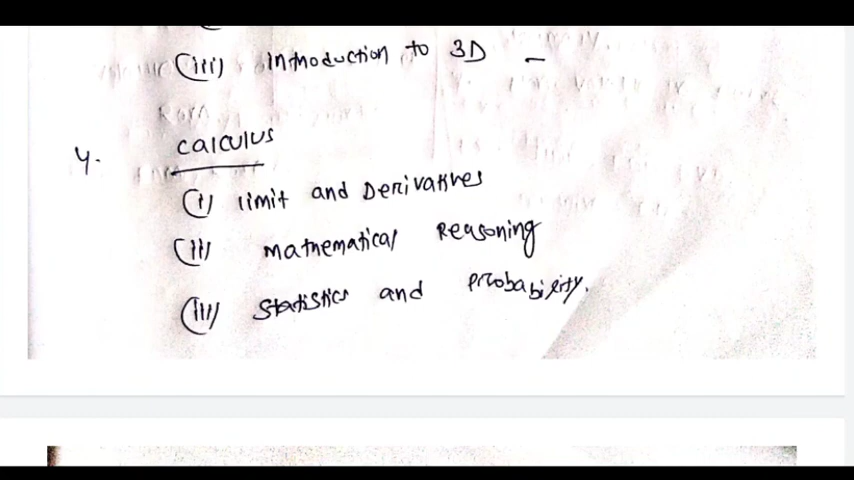 (iii) Introduction to 3D –
4. Calculus
(i) limit and Derivatives
(ii) mathematical Reasoning
(iii) Statistics and probability.